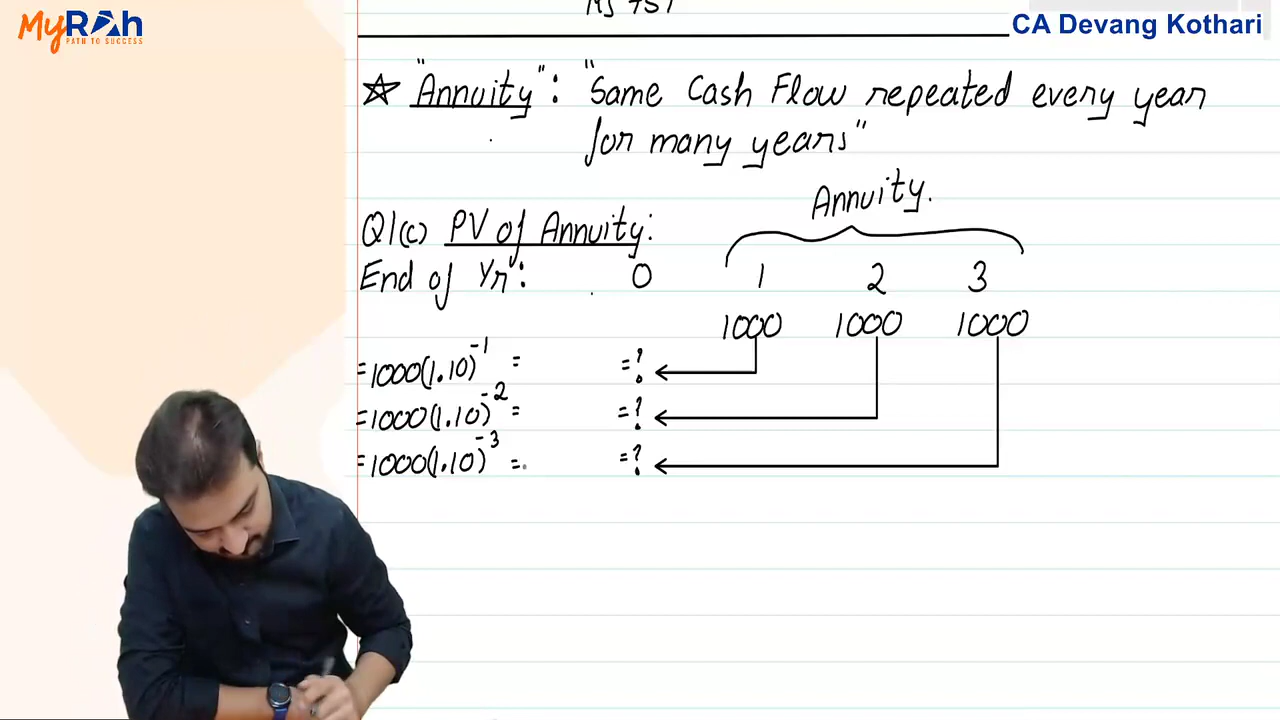 MyRAh
PATH TO SUCCESS
CA Devang Kothari
☆ "Annuity": "Same Cash Flow repeated every year
for many years"
Annuity.
Q1(c) PV of Annuity:
End of Yr: 0 1 2 3
1000 1000 1000
=1000(1.10)⁻¹ = =?
=1000(1.10)⁻² = =?
=1000(1.10)⁻³ = =?